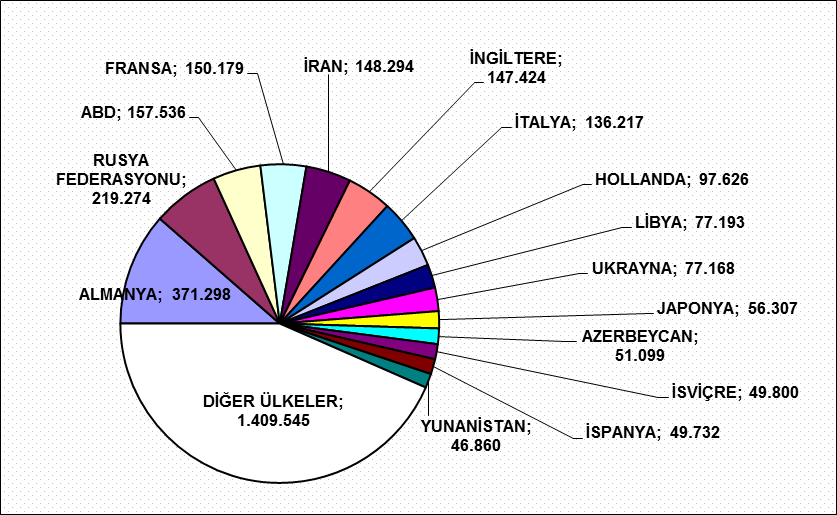 FRANSA;  150.179
İRAN;  148.294
İNGİLTERE;
147.424
ABD; 157.536
İTALYA;  136.217
RUSYA
FEDERASYONU;
219.274
HOLLANDA;  97.626
LİBYA;  77.193
UKRAYNA;  77.168
ALMANYA;  371.298
JAPONYA;  56.307
AZERBEYCAN;
51.099
İSVİÇRE;  49.800
DİĞER ÜLKELER;
1.409.545
YUNANİSTAN;
46.860
İSPANYA;  49.732